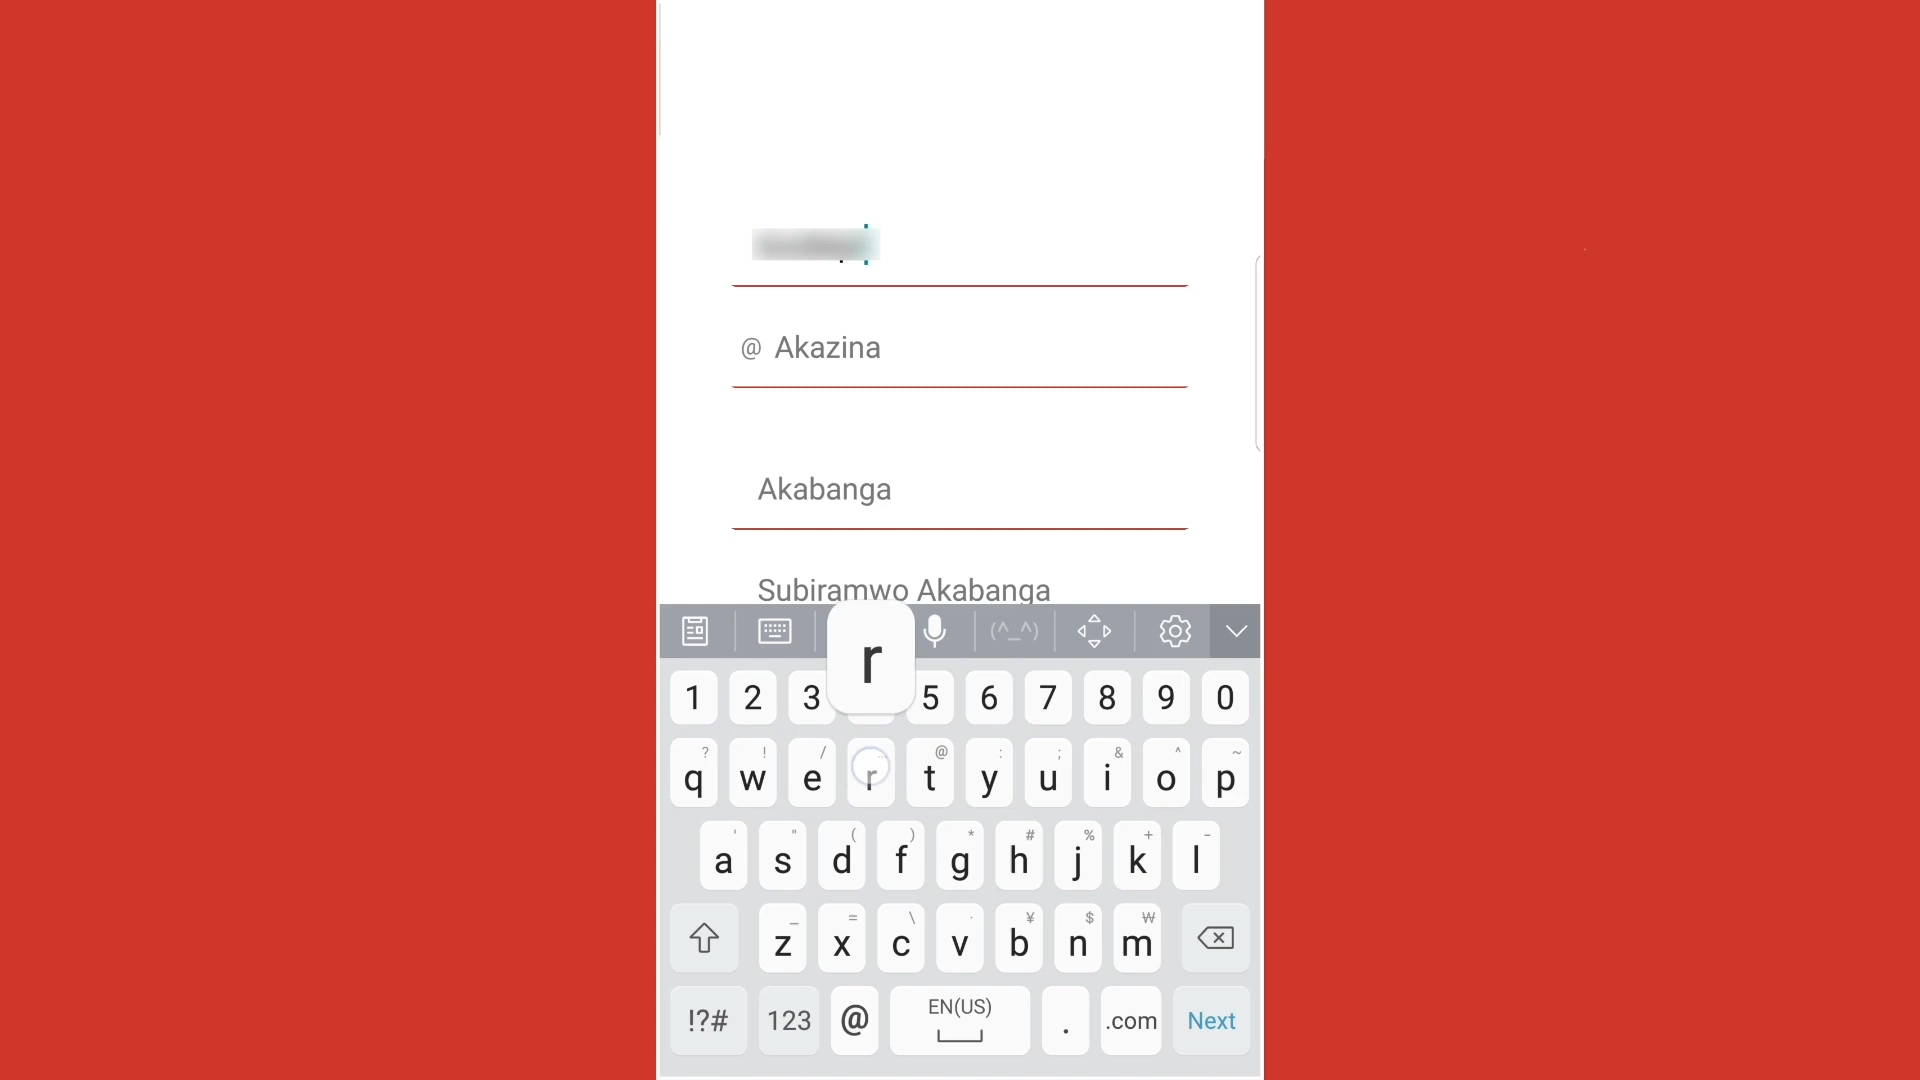 @ Akazina
Akabanga
Subiramwo Akabanga
(^_^)
r
1 2 3 5 6 7 8 9 0
? ! / @ : ; & ^ ~
q w e r t y u i o p
' " ( ) * # % + -
a s d f g h j k l
_ = \ · ¥ $ ₩
z x c v b n m
EN(US)
!?# 123 @ . .com Next